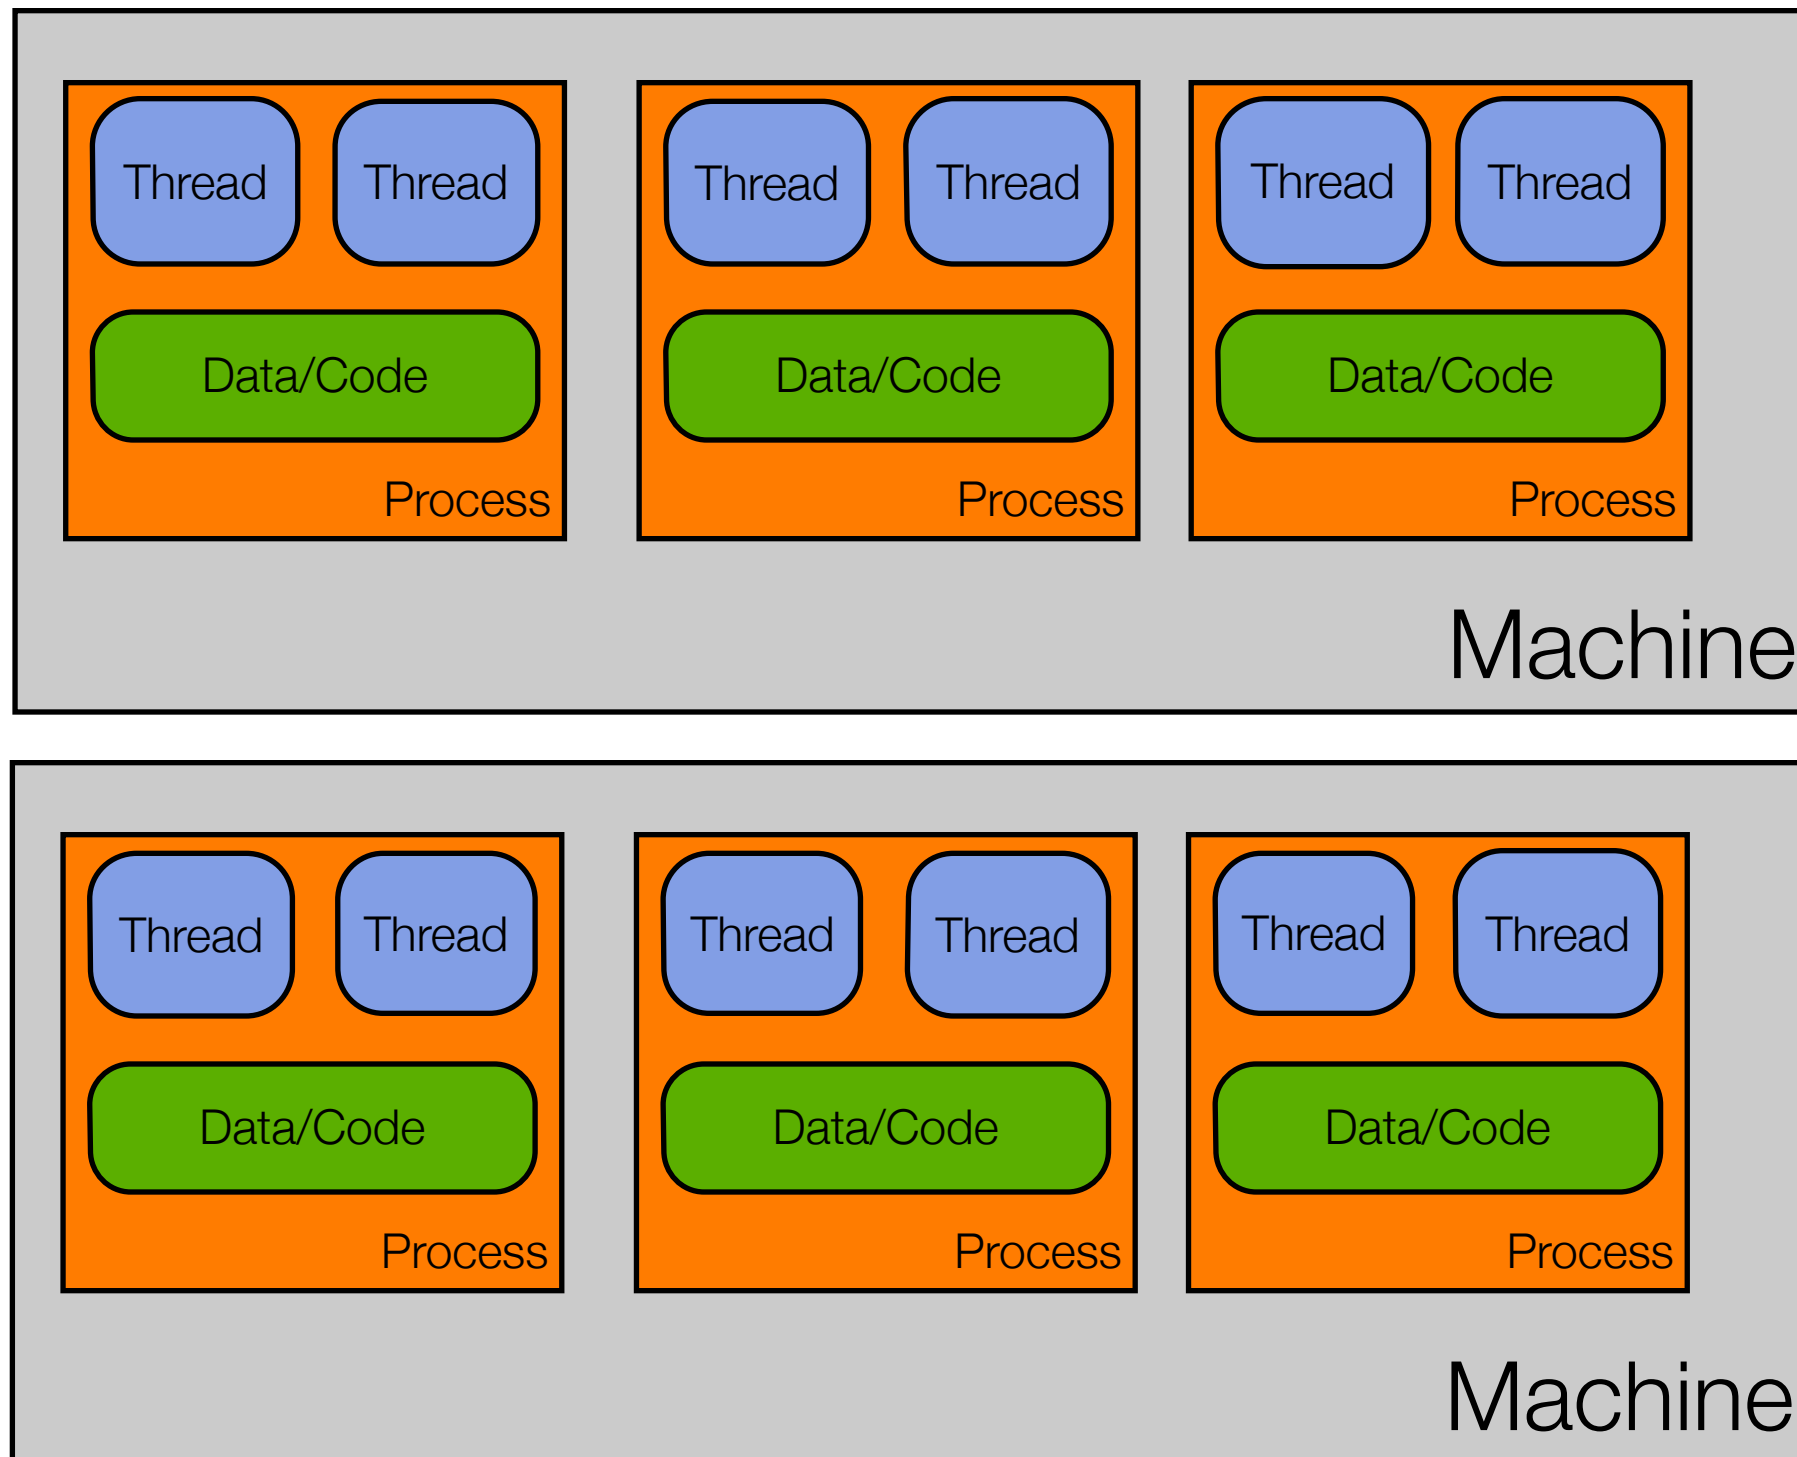 Thread Thread Thread Thread Thread Thread
Data/Code Data/Code Data/Code
Process Process Process
Machine
Thread Thread Thread Thread Thread Thread
Data/Code Data/Code Data/Code
Process Process Process
Machine